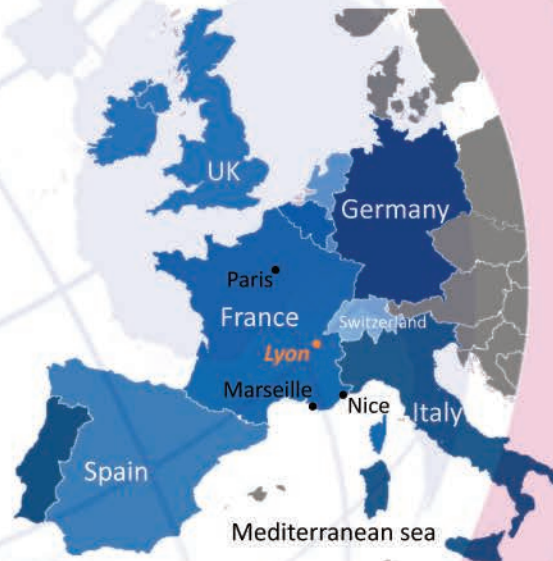 UK
Germany
Paris
France
Switzerland
Lyon
Marseille
Nice
Italy
Spain
Mediterranean sea